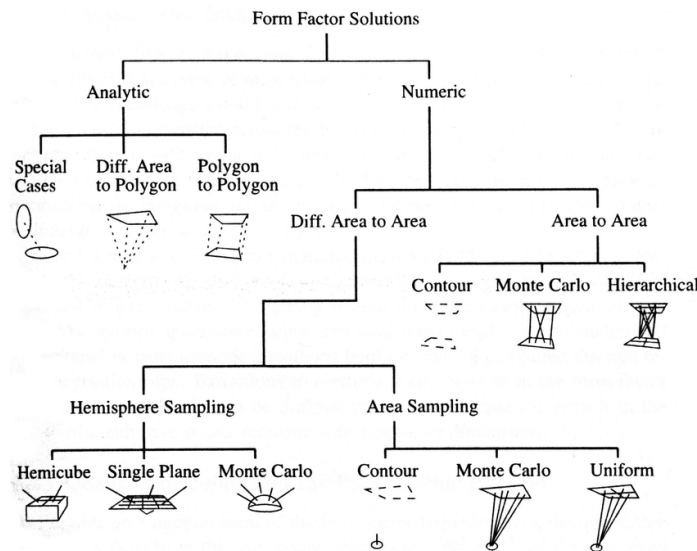 Form Factor Solutions
Analytic
Numeric
Special
Cases
Diff. Area
to Polygon
Polygon
to Polygon
Diff. Area to Area
Area to Area
Contour
Monte Carlo
Hierarchical
Hemisphere Sampling
Area Sampling
Hemicube
Single Plane
Monte Carlo
Contour
Monte Carlo
Uniform